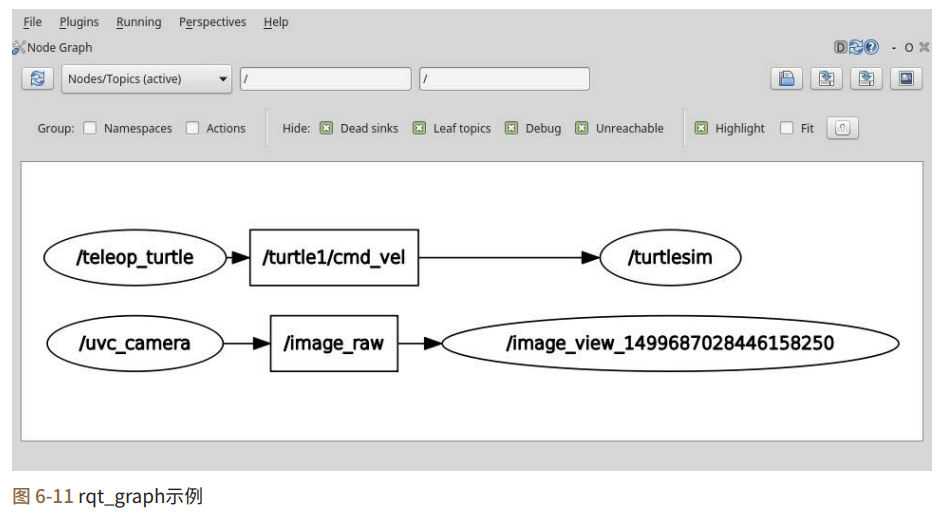 File Plugins Running Perspectives Help
Node Graph D - O
Nodes/Topics (active) / /
Group: Namespaces Actions Hide: Dead sinks Leaf topics Debug Unreachable Highlight Fit
/teleop_turtle /turtle1/cmd_vel /turtlesim
/uvc_camera /image_raw /image_view_1499687028446158250
图 6-11 rqt_graph示例